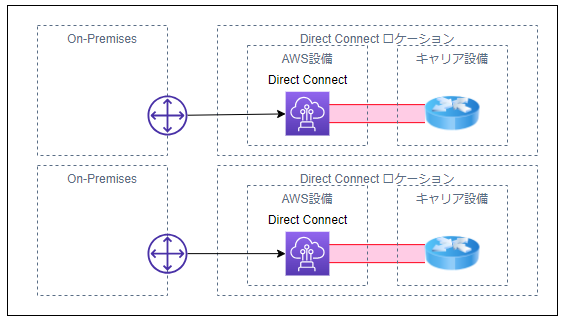 On-Premises
Direct Connect ロケーション
AWS設備
キャリア設備
Direct Connect
On-Premises
Direct Connect ロケーション
AWS設備
キャリア設備
Direct Connect